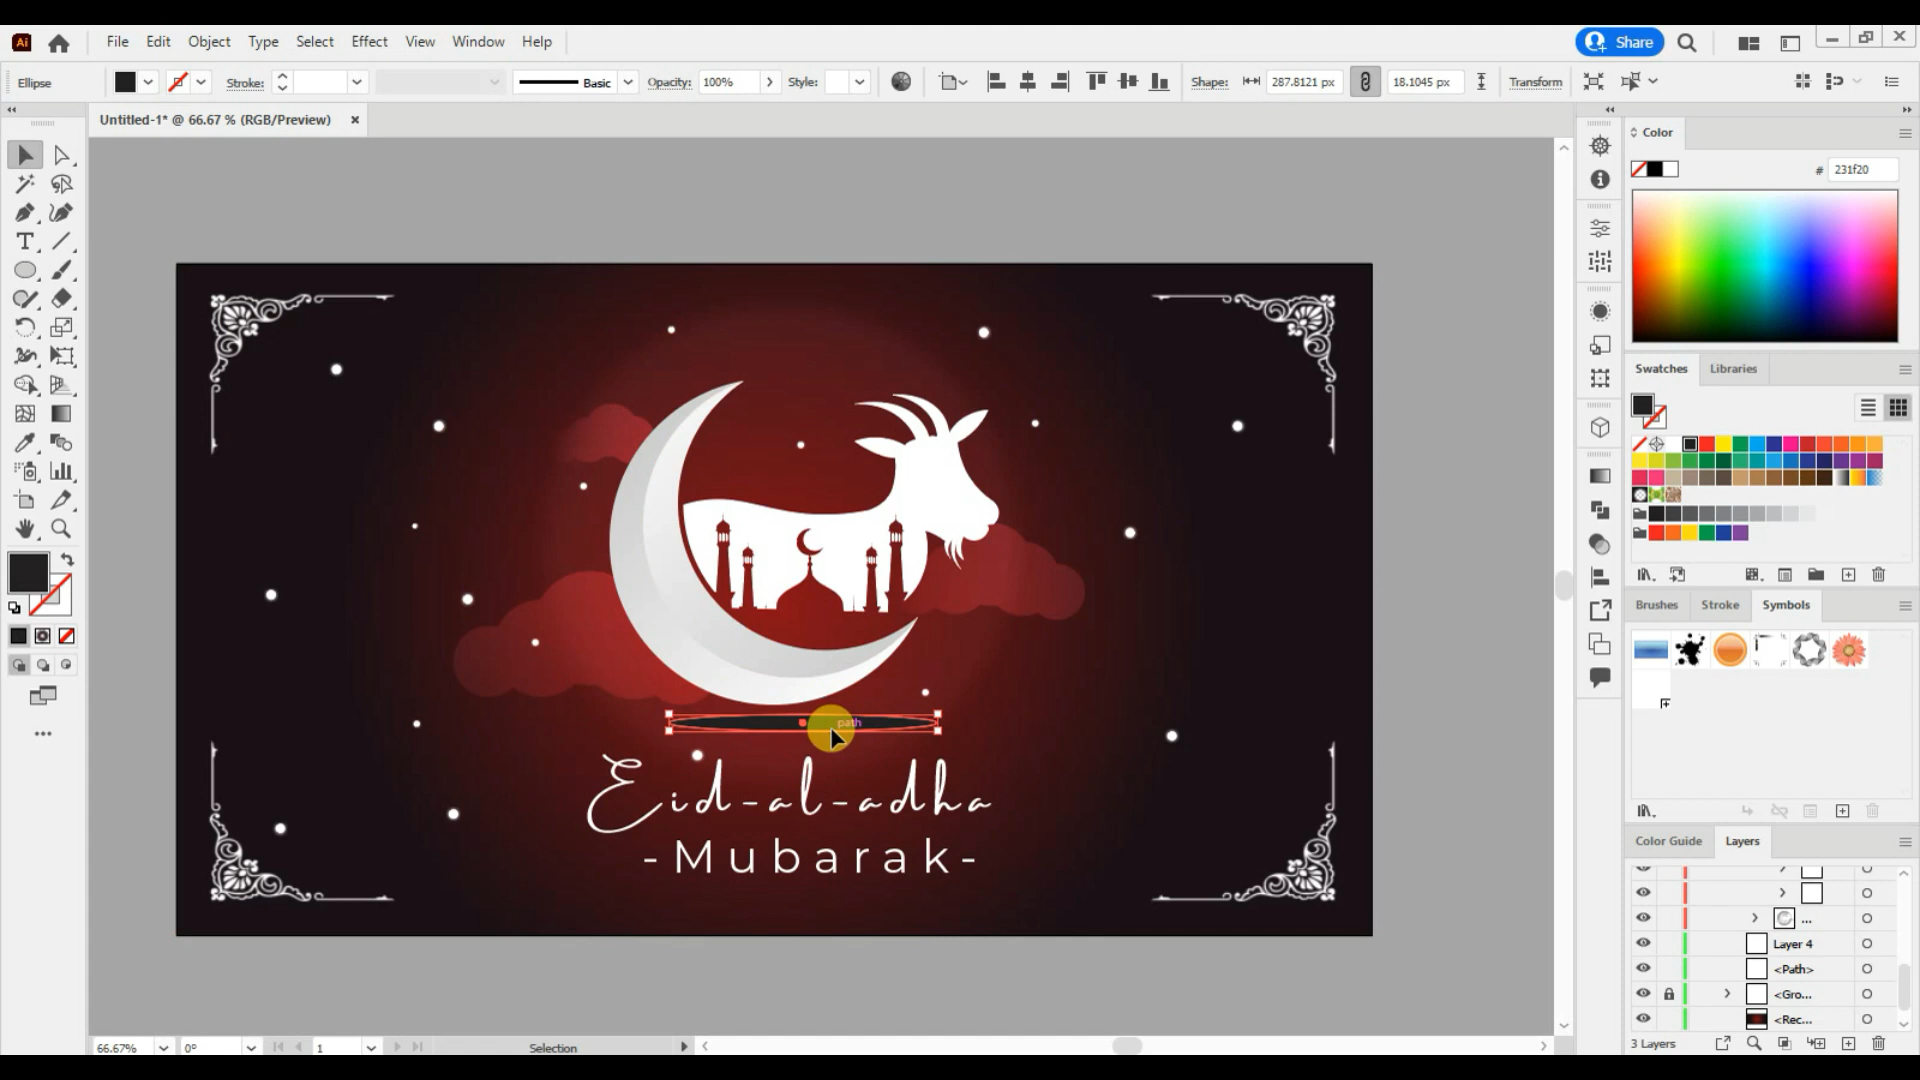 Ai File Edit Object Type Select Effect View Window Help Share
Ellipse Stroke: Basic Opacity: 100% Style: Shape: 287.8121 px 18.1045 px Transform
Untitled-1* @ 66.67 % (RGB/Preview) ×
Color
# 231f20
Swatches Libraries
Brushes Stroke Symbols
path
Eid-al-adha
-Mubarak-
Color Guide Layers
...
Layer 4
<Path>
<Gro...
<Rec...
3 Layers
66.67% 0° 1 Selection